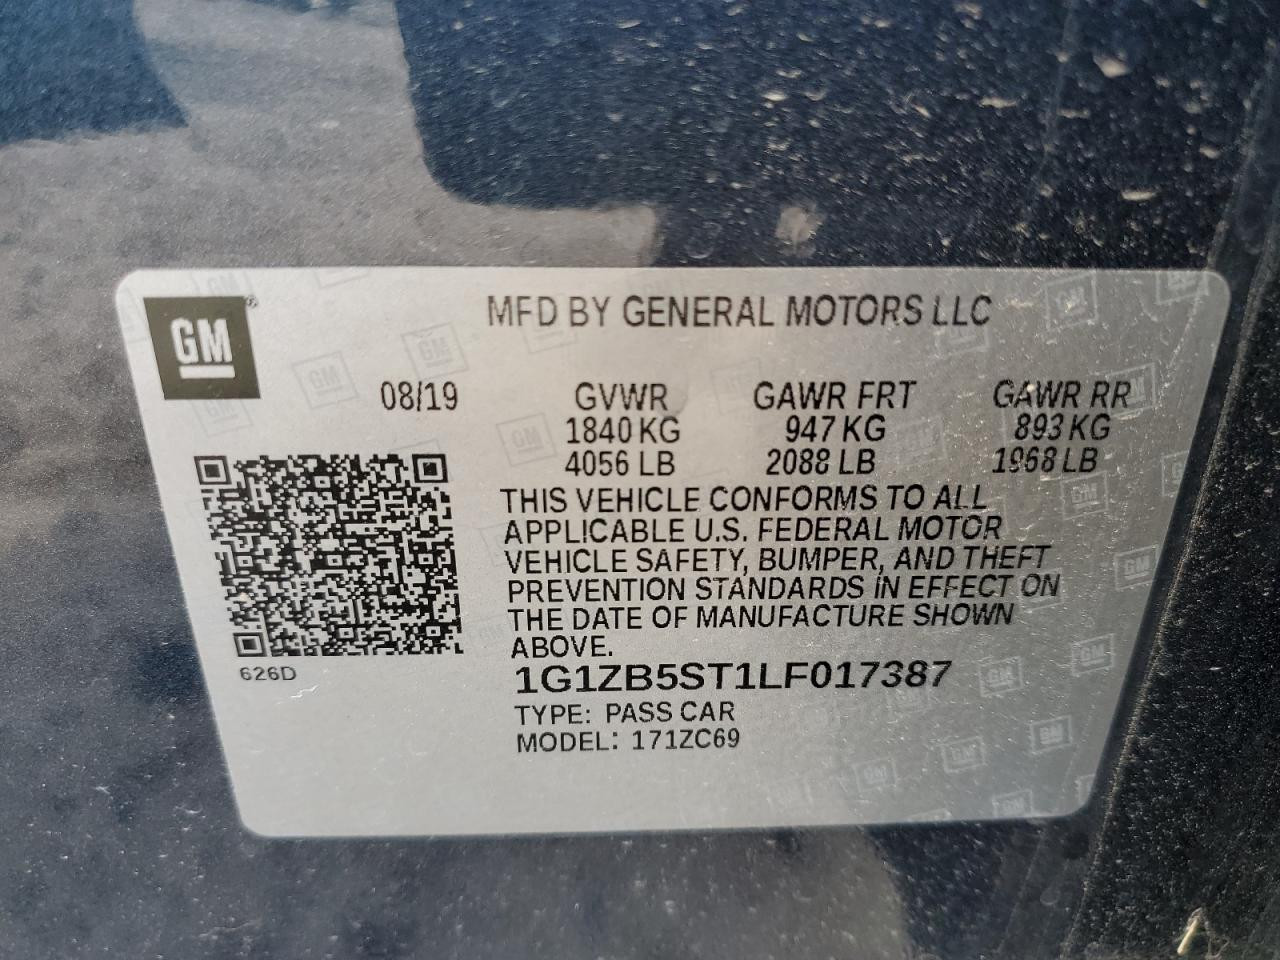 MFD BY GENERAL MOTORS LLC
GM®
08/19 GVWR GAWR FRT GAWR RR
1840 KG 947 KG 893 KG
4056 LB 2088 LB 1968 LB
THIS VEHICLE CONFORMS TO ALL
APPLICABLE U.S. FEDERAL MOTOR
VEHICLE SAFETY, BUMPER, AND THEFT
PREVENTION STANDARDS IN EFFECT ON
THE DATE OF MANUFACTURE SHOWN
ABOVE.
626D
1G1ZB5ST1LF017387
TYPE: PASS CAR
MODEL: 171ZC69